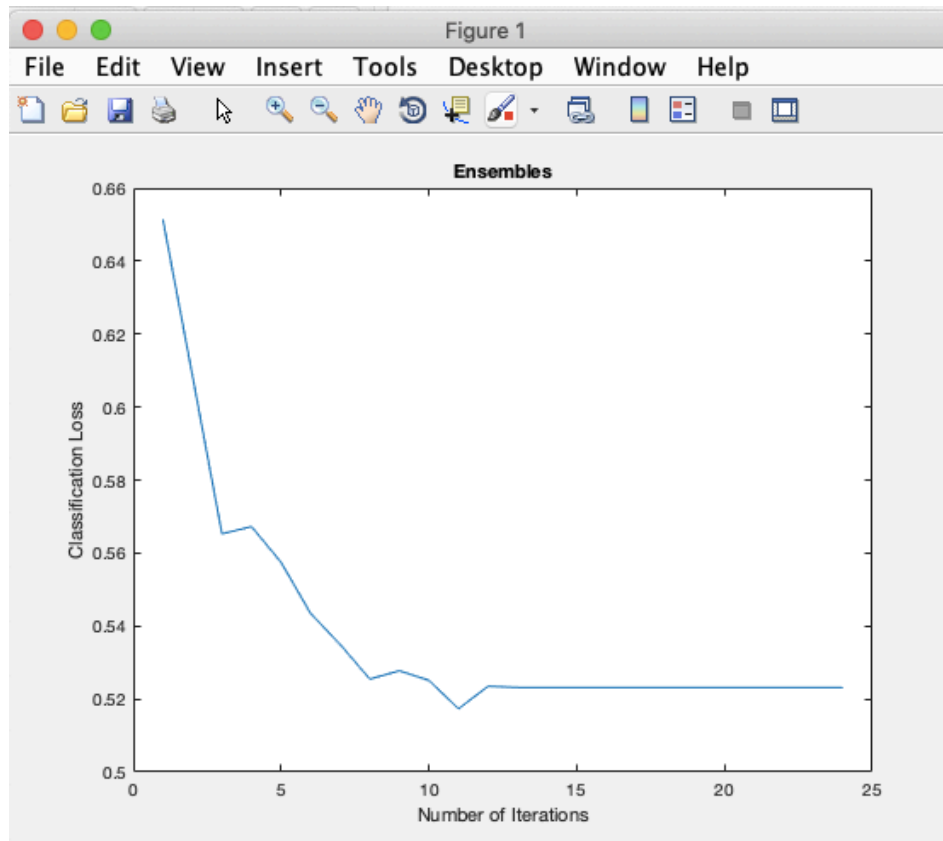 Figure 1
File Edit View Insert Tools Desktop Window Help
Ensembles
0.66
0.64
0.62
0.6
0.58
0.56
0.54
0.52
0.5
Classification Loss
0 5 10 15 20 25
Number of Iterations